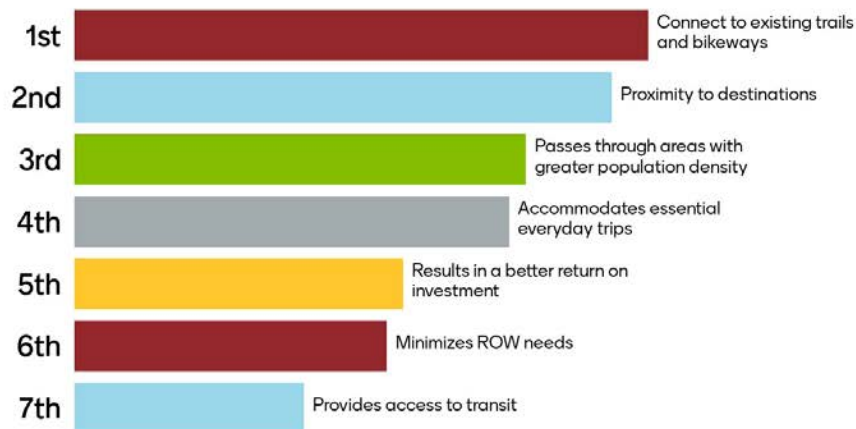 1st
Connect to existing trails
and bikeways
2nd
Proximity to destinations
3rd
Passes through areas with
greater population density
4th
Accommodates essential
everyday trips
5th
Results in a better return on
investment
6th
Minimizes ROW needs
7th
Provides access to transit